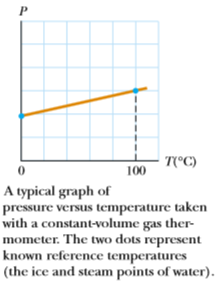 P
T(°C)
0
100
A typical graph of
pressure versus temperature taken
with a constant-volume gas ther-
mometer. The two dots represent
known reference temperatures
(the ice and steam points of water).